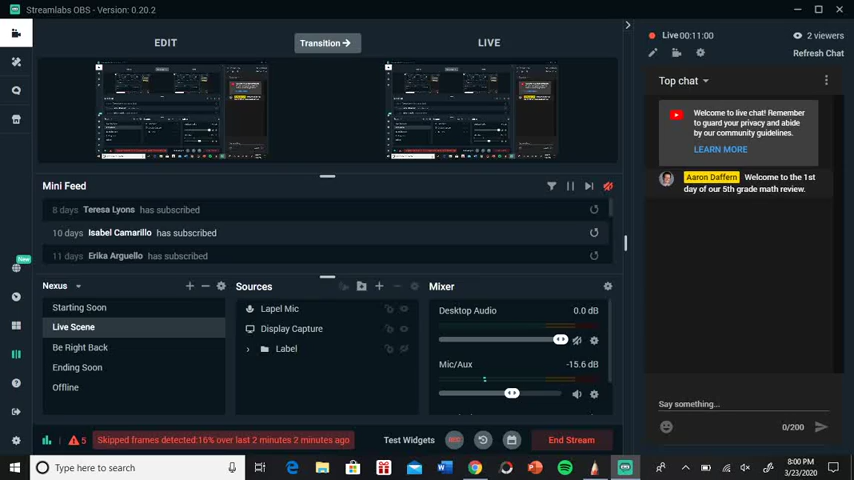 Streamlabs OBS - Version: 0.20.2
EDIT
Transition
LIVE
Live 00:11:00
2 viewers
Refresh Chat
Top chat
Welcome to live chat! Remember
to guard your privacy and abide
by our community guidelines.
LEARN MORE
Aaron Daffern Welcome to the 1st
day of our 5th grade math review.
Mini Feed
8 days Teresa Lyons has subscribed
10 days Isabel Camarillo has subscribed
11 days Erika Arguello has subscribed
New
Nexus
Starting Soon
Live Scene
Be Right Back
Ending Soon
Offline
Sources
Lapel Mic
Display Capture
Label
Mixer
Desktop Audio 0.0 dB
Mic/Aux -15.6 dB
Say something...
0/200
5
Skipped frames detected:16% over last 2 minutes 2 minutes ago
Test Widgets
REC
End Stream
Type here to search
8:00 PM
3/23/2020